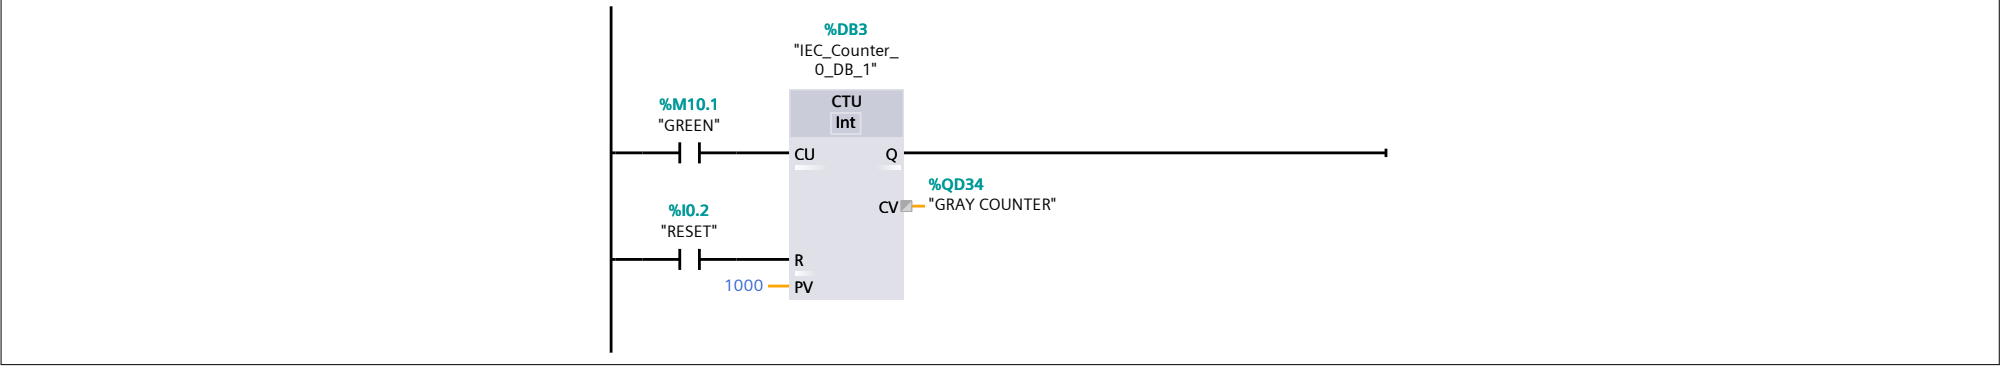 %DB3
"IEC_Counter_
0_DB_1"
CTU
Int
%M10.1
"GREEN"
CU
Q
%QD34
"GRAY COUNTER"
CV
%I0.2
"RESET"
R
1000
PV